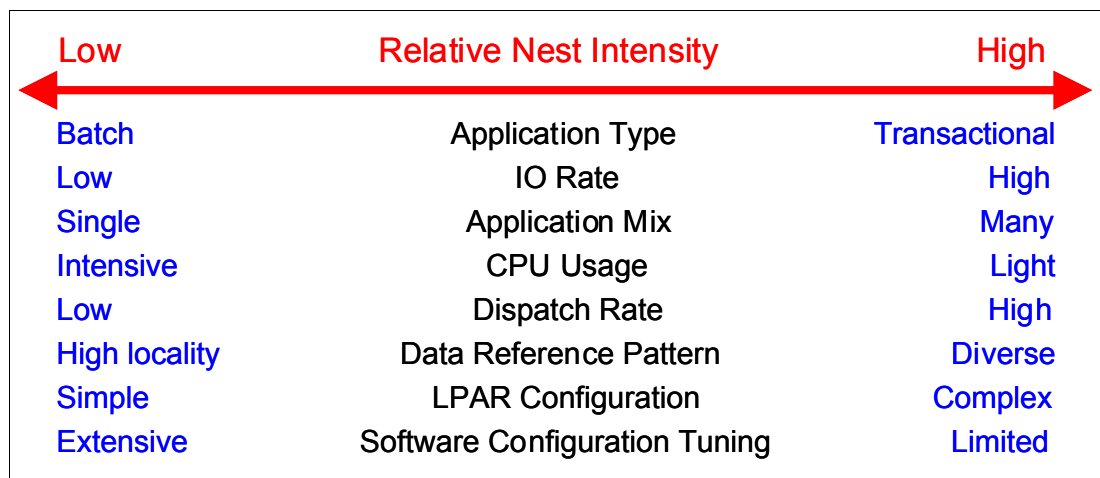 Low Relative Nest Intensity High
Batch Application Type Transactional
Low IO Rate High
Single Application Mix Many
Intensive CPU Usage Light
Low Dispatch Rate High
High locality Data Reference Pattern Diverse
Simple LPAR Configuration Complex
Extensive Software Configuration Tuning Limited